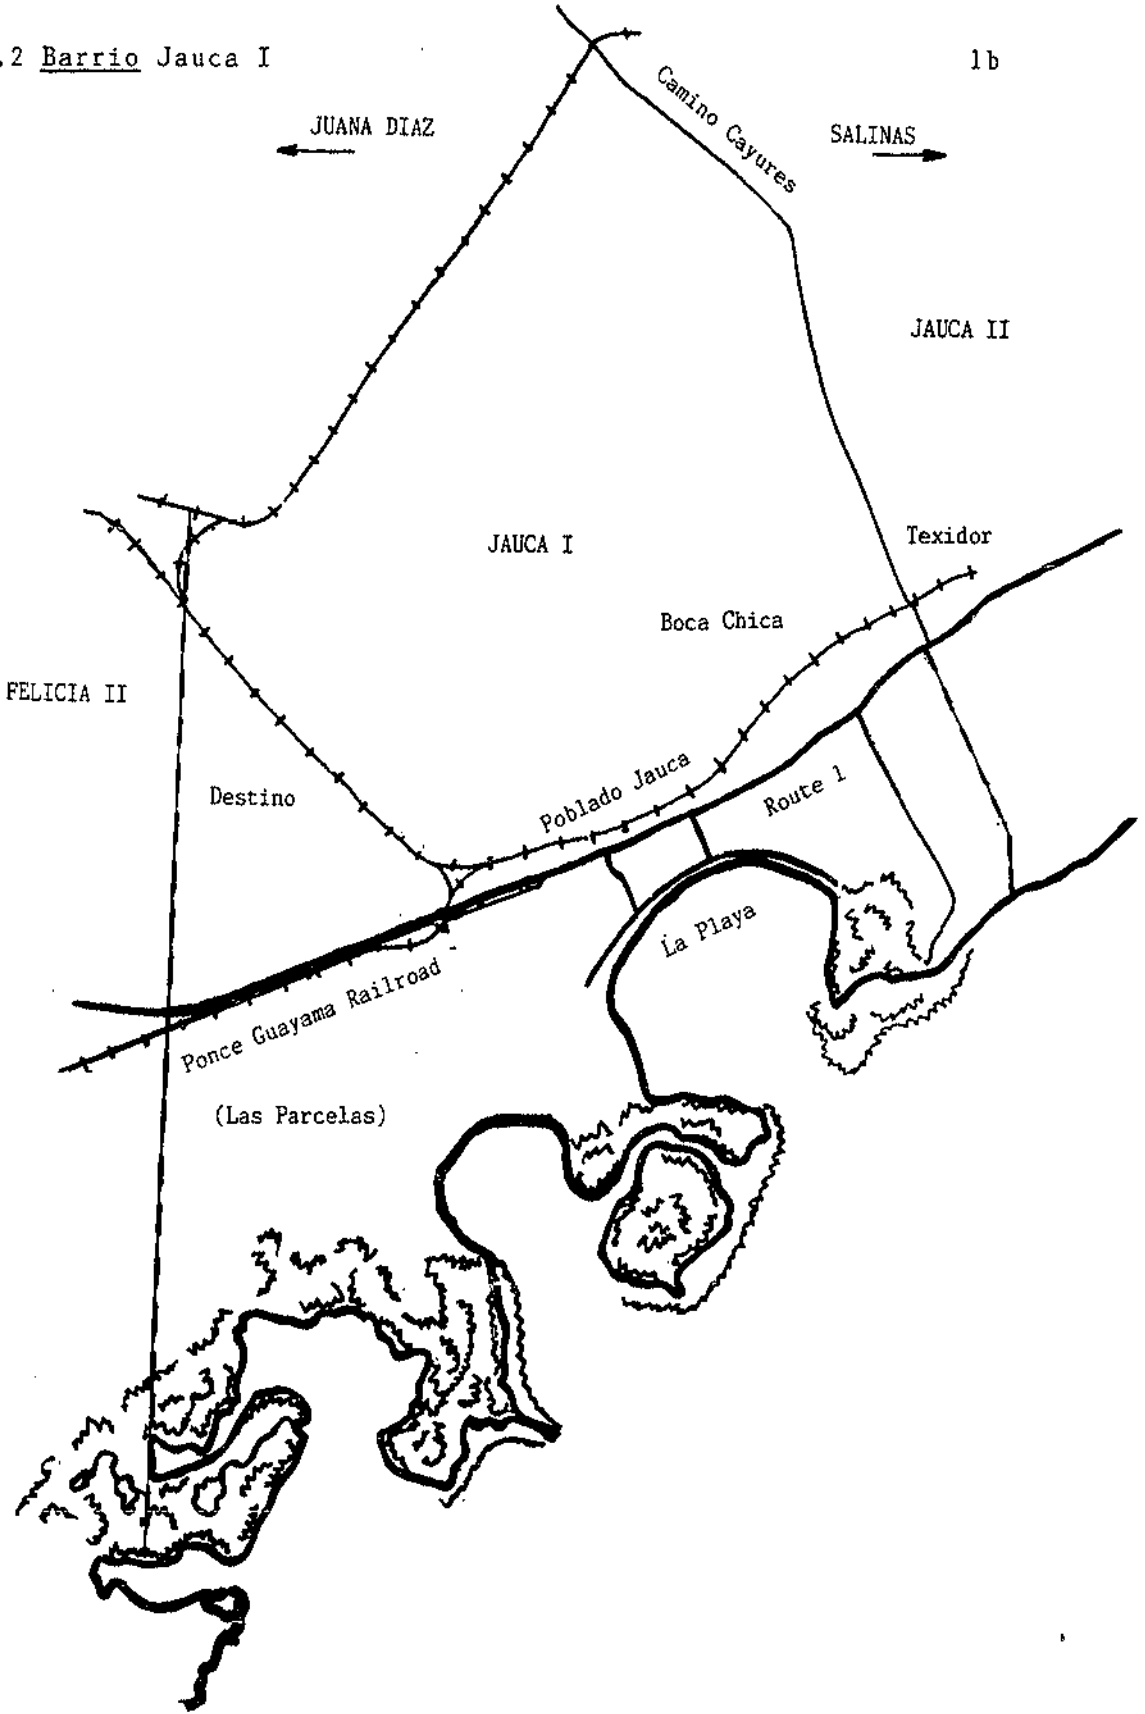 .2 Barrio Jauca I
1b
Camino Cayures
JUANA DIAZ
SALINAS
JAUCA II
JAUCA I
Texidor
Boca Chica
FELICIA II
Destino
Poblado Jauca
Route 1
La Playa
Ponce Guayama Railroad
(Las Parcelas)